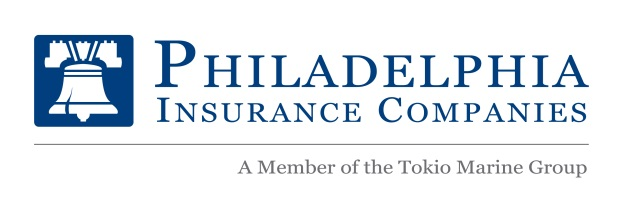 PHILADELPHIA
INSURANCE COMPANIES
A Member of the Tokio Marine Group